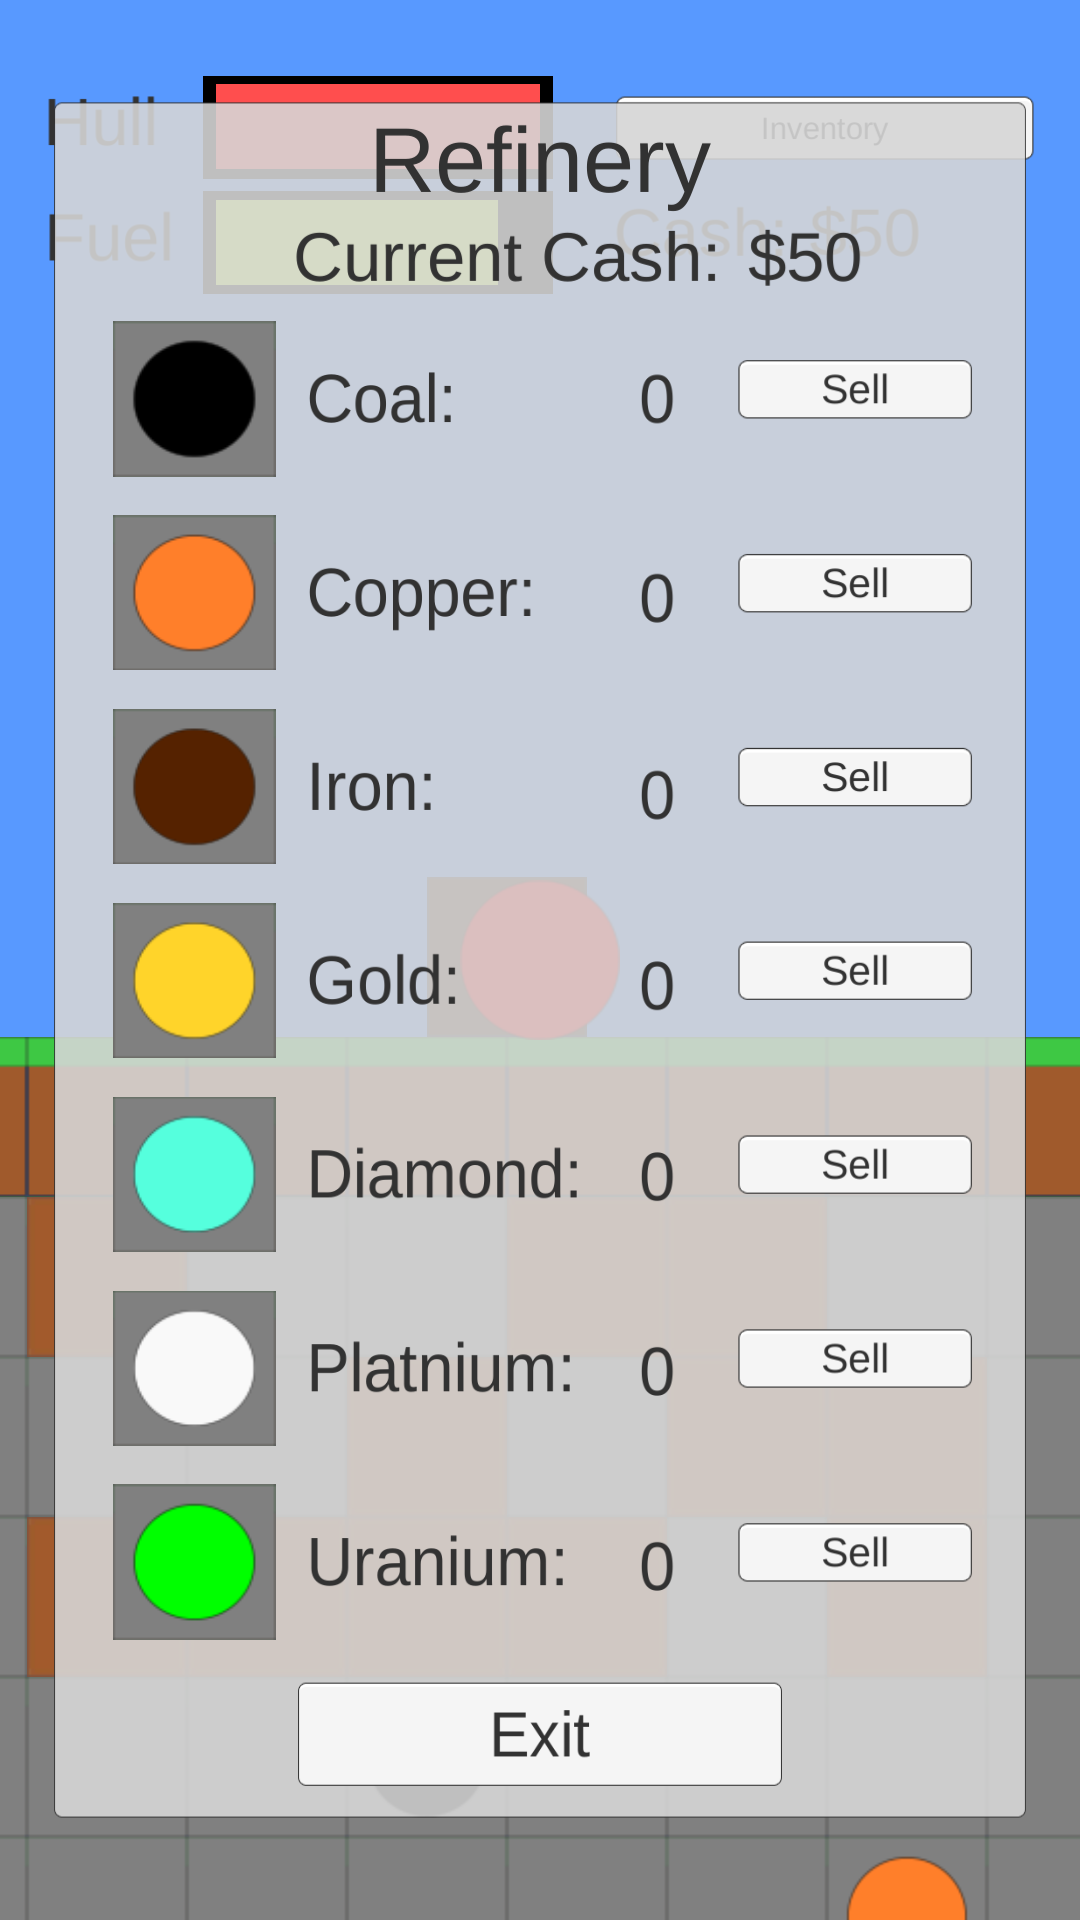 Hull
Inventory
Refinery
Fuel
Cash: $50
Current Cash: $50
Coal: 0 Sell
Copper: 0 Sell
Iron: 0 Sell
Gold: 0 Sell
Diamond: 0 Sell
Platnium: 0 Sell
Uranium: 0 Sell
Exit